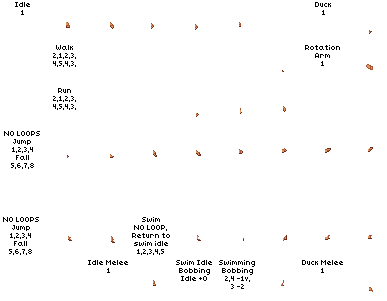 Idle
1
Duck
1
Walk
2,1,2,3,
4,5,4,3,
Rotation
Arm
1
Run
2,1,2,3,
4,5,4,3,
NO LOOPS
Jump
1,2,3,4
Fall
5,6,7,8
NO LOOPS
Jump
1,2,3,4
Fall
5,6,7,8
Swim
NO LOOP,
Return to
swim idle
1,2,3,4,5
Idle Melee
1
Swim Idle
Bobbing
Idle +0
Swimming
Bobbing
2,4 -1v,
3 -2
Duck Melee
1